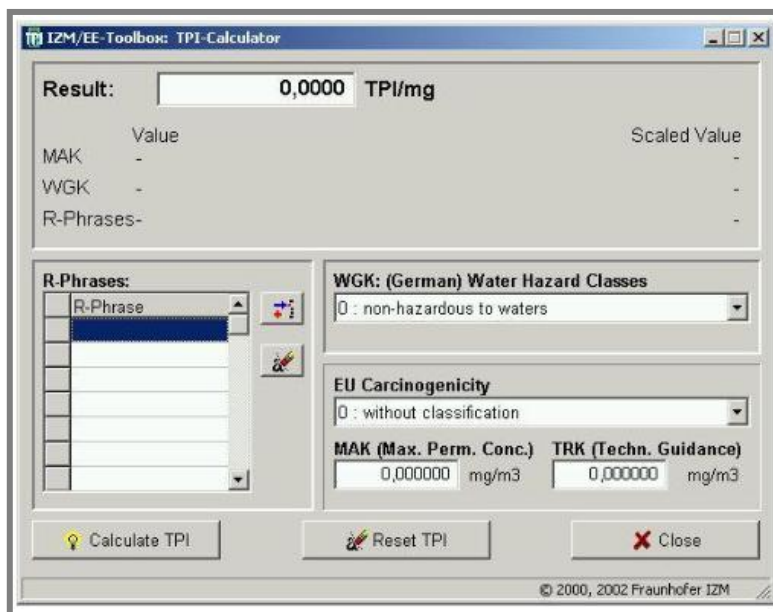 IZM/EE-Toolbox: TPI-Calculator
Result: 0,0000 TPI/mg
Value Scaled Value
MAK - -
WGK - -
R-Phrases- -
R-Phrases:
R-Phrase
WGK: (German) Water Hazard Classes
0 : non-hazardous to waters
EU Carcinogenicity
0 : without classification
MAK (Max. Perm. Conc.) TRK (Techn. Guidance)
0,000000 mg/m3 0,000000 mg/m3
Calculate TPI Reset TPI Close
© 2000, 2002 Fraunhofer IZM